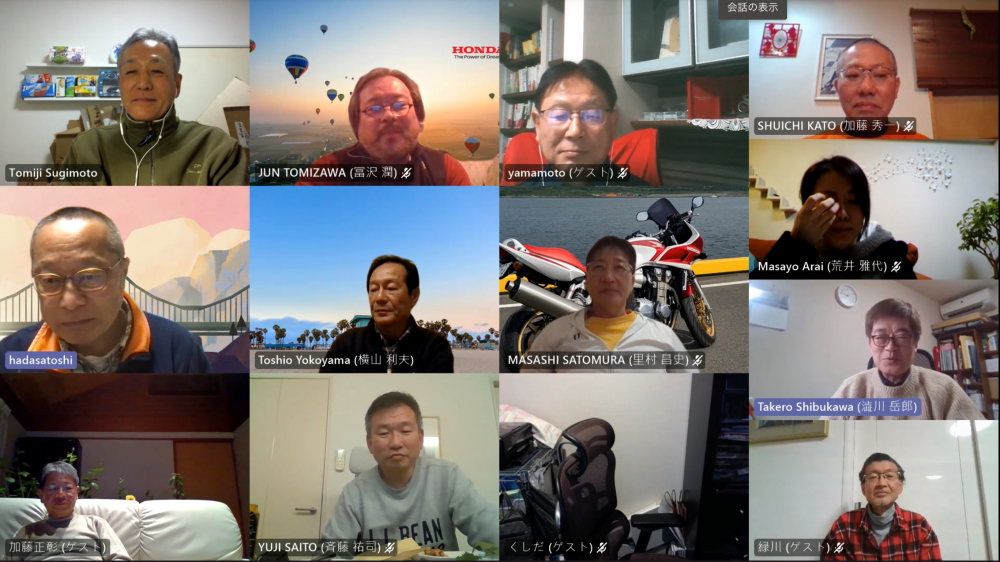 会話の表示
HONDA
The Power of Dreams
Tomiji Sugimoto
JUN TOMIZAWA (冨沢 潤)
yamamoto (ゲスト)
SHUICHI KATO (加藤 秀一)
Masayo Arai (荒井 雅代)
hadasatoshi
Toshio Yokoyama (横山 利夫)
MASASHI SATOMURA (里村 昌史)
Takero Shibukawa (澁川 岳郎)
加藤正彰 (ゲスト)
L.L.BEAN
YUJI SAITO (斉藤 祐司)
くしだ (ゲスト)
緑川 (ゲスト)